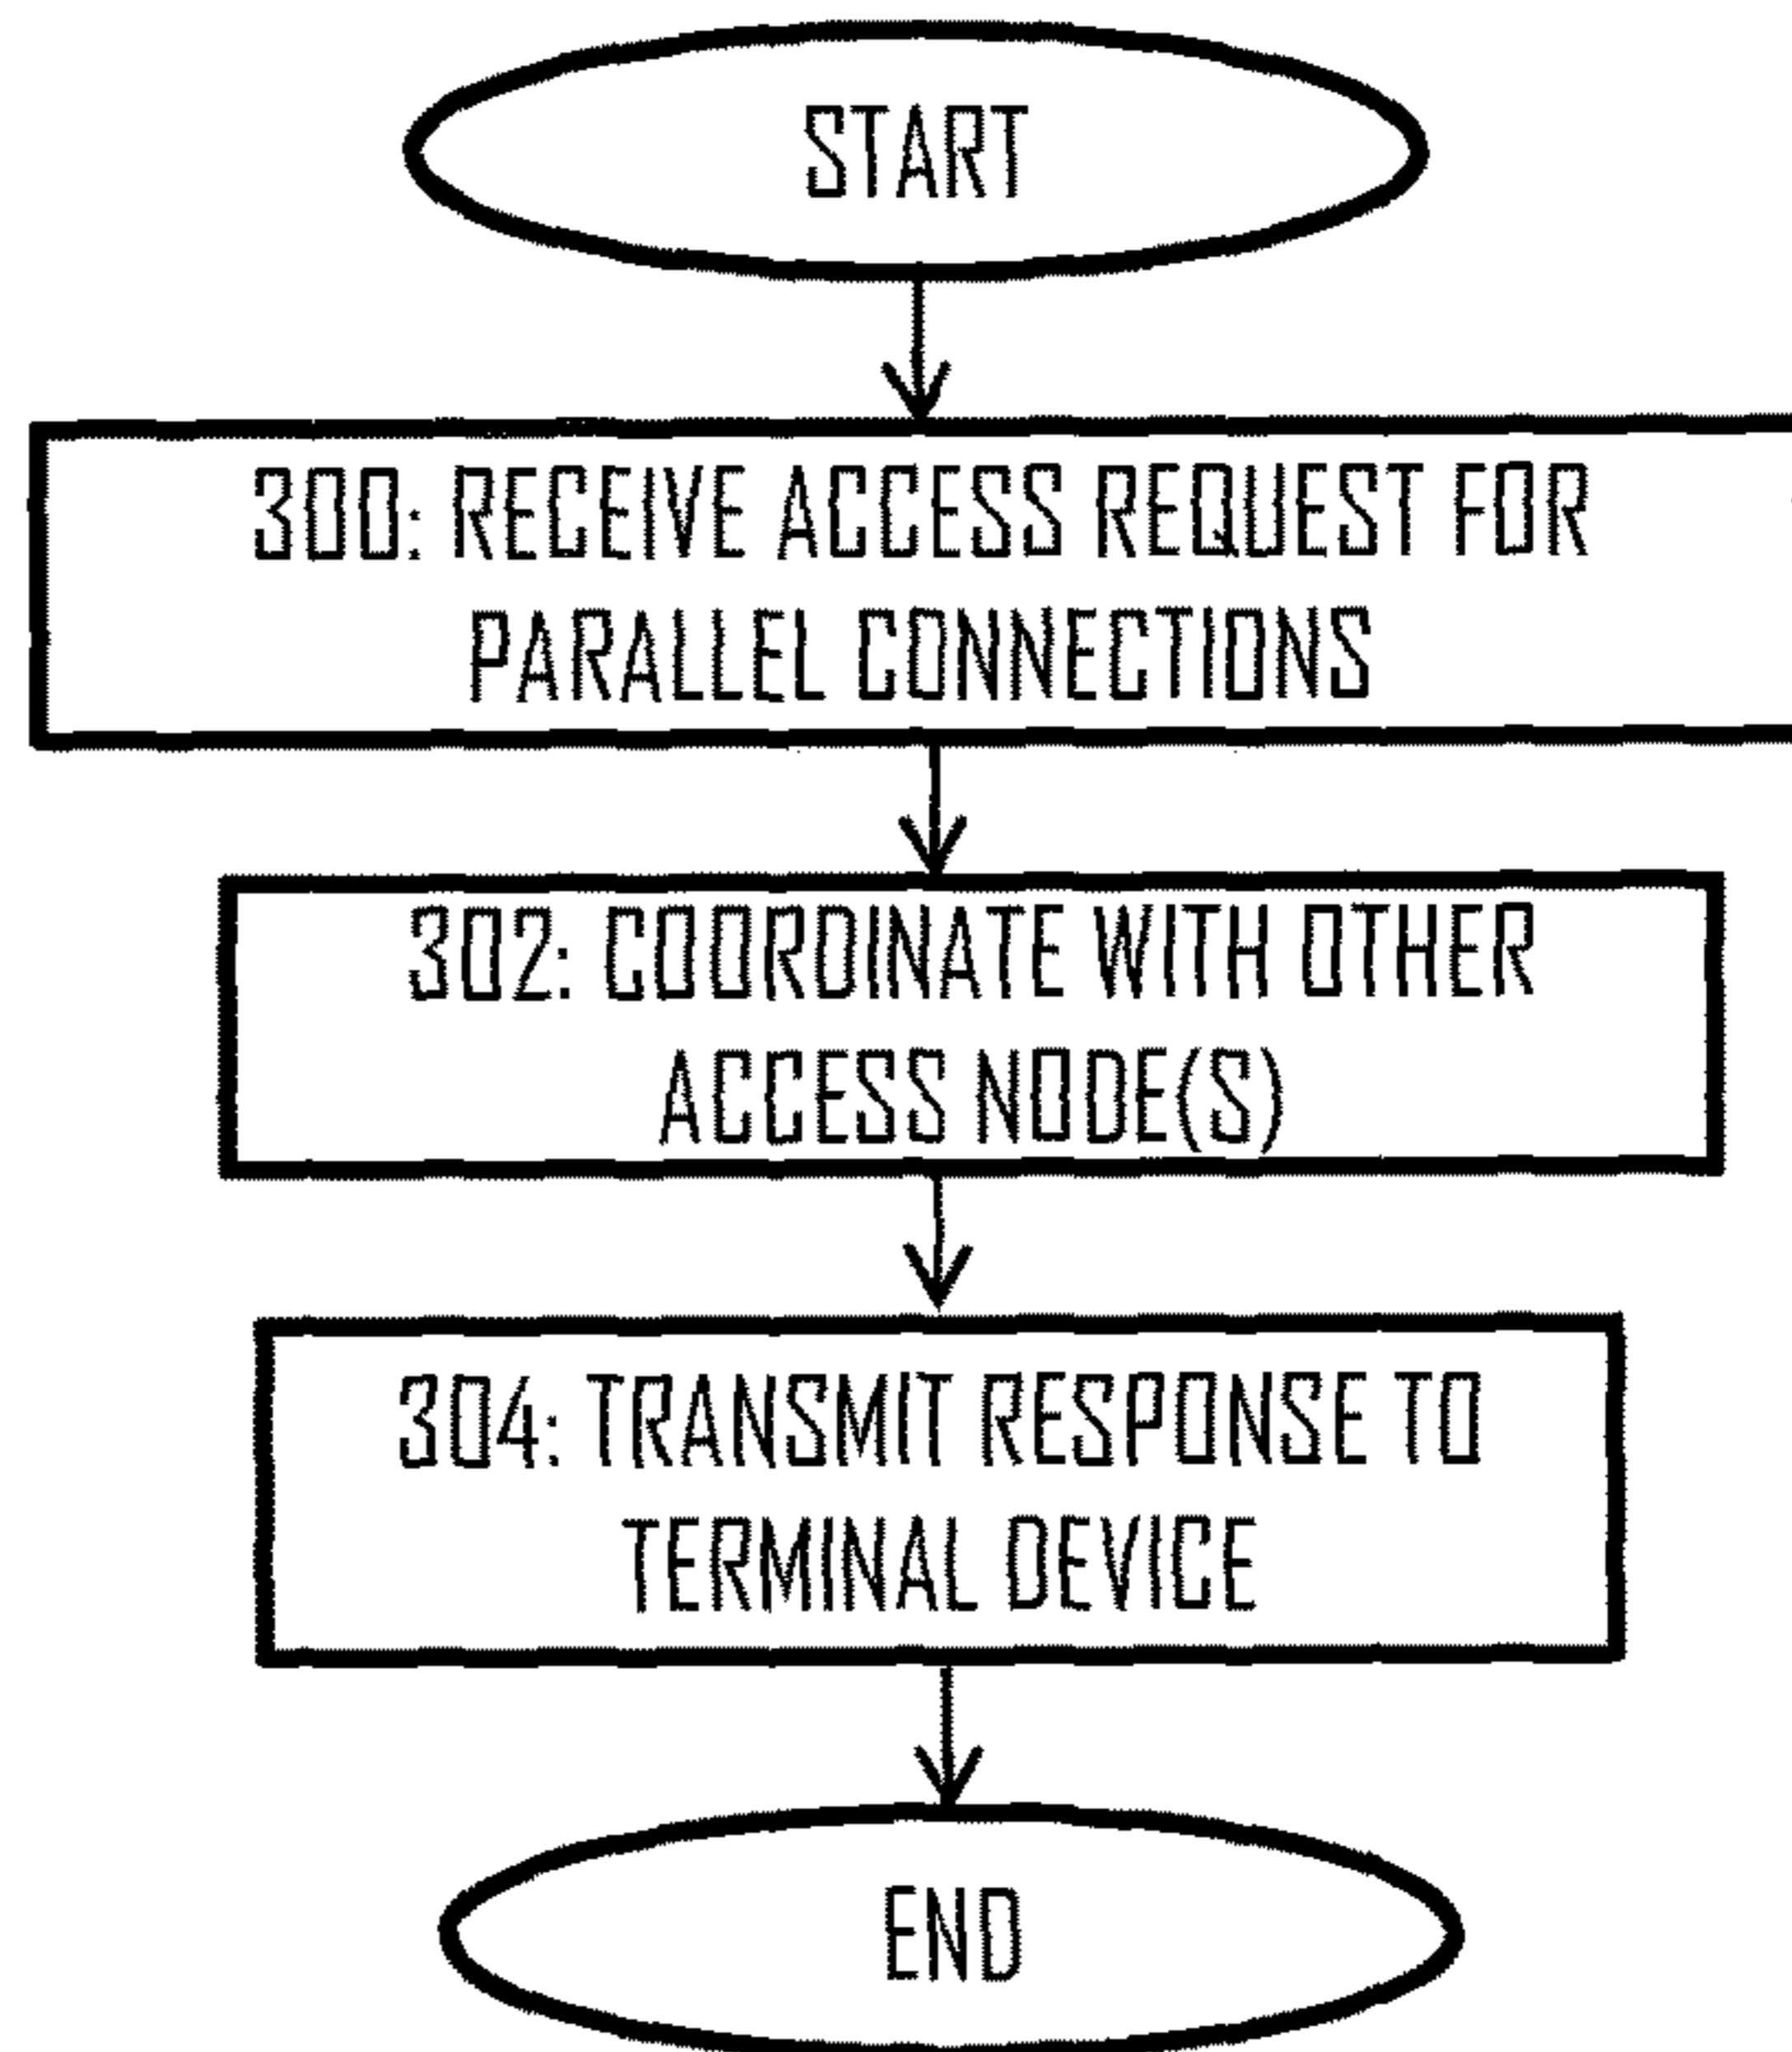 START
300: RECEIVE ACCESS REQUEST FOR
PARALLEL CONNECTIONS
302: COORDINATE WITH OTHER
ACCESS NODE(S)
304: TRANSMIT RESPONSE TO
TERMINAL DEVICE
END